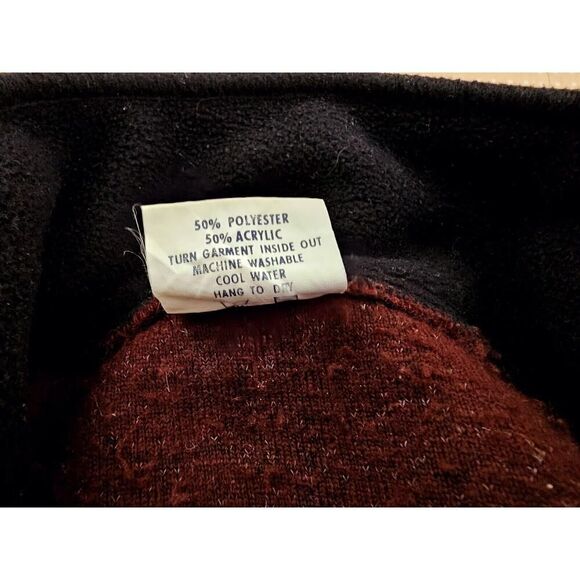 50% POLYESTER
50% ACRYLIC
TURN GARMENT INSIDE OUT
MACHINE WASHABLE
COOL WATER
HANG TO DRY